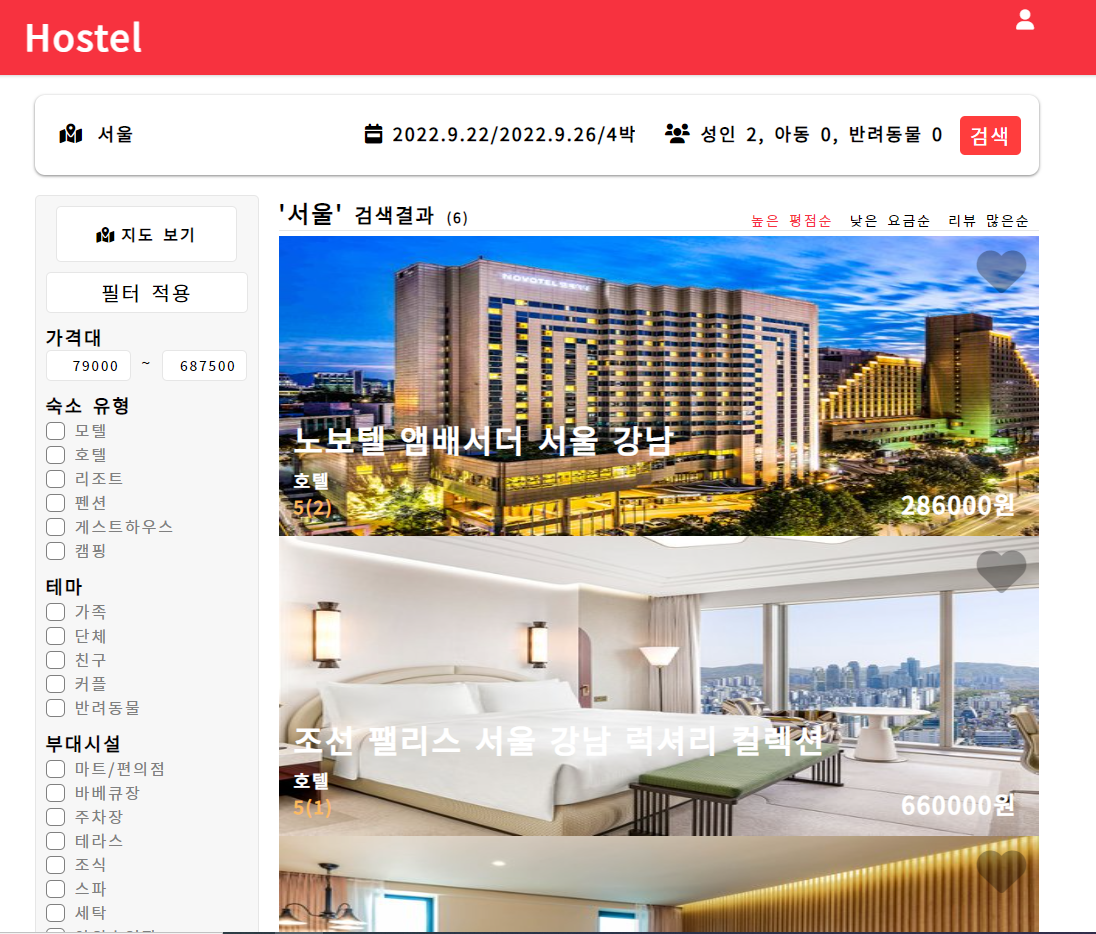 Hostel
서울
2022.9.22/2022.9.26/4박
성인 2, 아동 0, 반려동물 0
검색
지도 보기
필터 적용
가격대
79000 ~ 687500
숙소 유형
모텔
호텔
리조트
펜션
게스트하우스
캠핑
테마
가족
단체
친구
커플
반려동물
부대시설
마트/편의점
바베큐장
주차장
테라스
조식
스파
세탁
'서울' 검색결과 (6)
높은 평점순 낮은 요금순 리뷰 많은순
NOVOTEL
노보텔 앰배서더 서울 강남
호텔
5(2)
286000원
조선 팰리스 서울 강남 럭셔리 컬렉션
호텔
5(1)
660000원